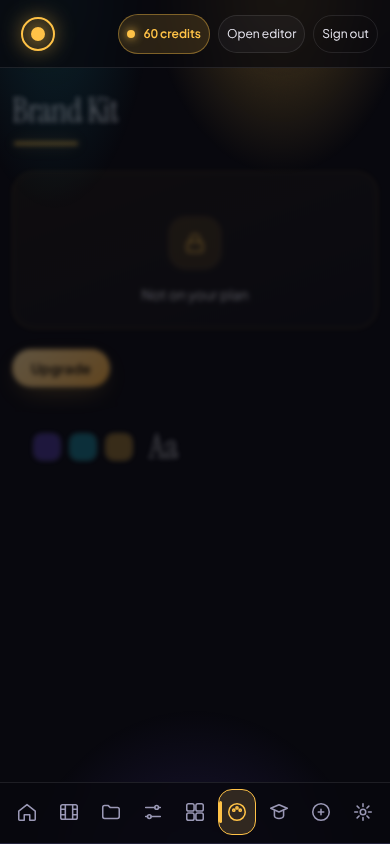 60 credits
Open editor
Sign out
Brand Kit
Not on your plan
Upgrade
Aa